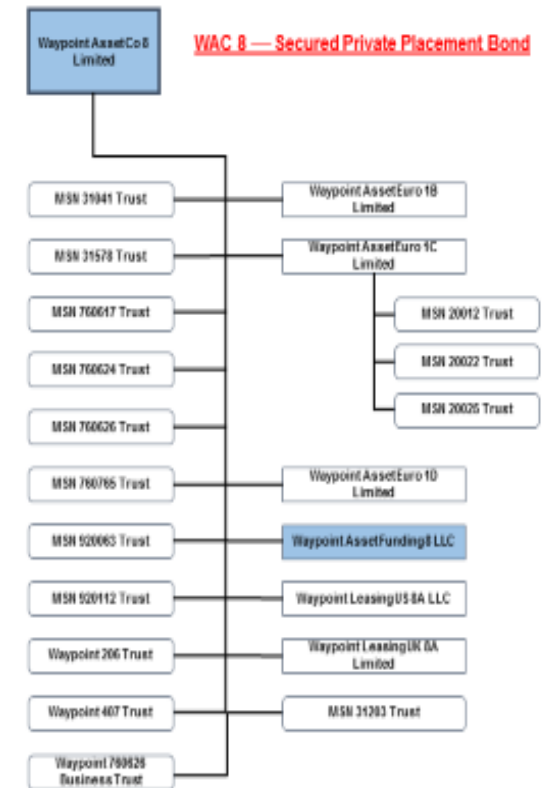 Waypoint AssetCo 8
Limited
WAC 8 — Secured Private Placement Bond
MSN 31041 Trust
Waypoint AssetEuro 1B
Limited
MSN 31578 Trust
Waypoint AssetEuro 1C
Limited
MSN 760617 Trust
MSN 20012 Trust
MSN 760624 Trust
MSN 20022 Trust
MSN 760626 Trust
MSN 20025 Trust
MSN 760765 Trust
Waypoint AssetEuro 1D
Limited
MSN 920063 Trust
Waypoint AssetFunding 8 LLC
MSN 920112 Trust
Waypoint Leasing US 8A LLC
Waypoint 206 Trust
Waypoint Leasing UK 8A
Limited
Waypoint 407 Trust
MSN 31203 Trust
Waypoint 760626
Business Trust